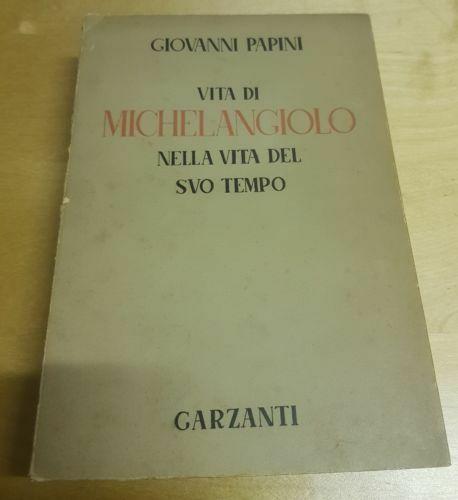 GIOVANNI PAPINI
VITA DI
MICHELANGIOLO
NELLA VITA DEL
SVO TEMPO
GARZANTI